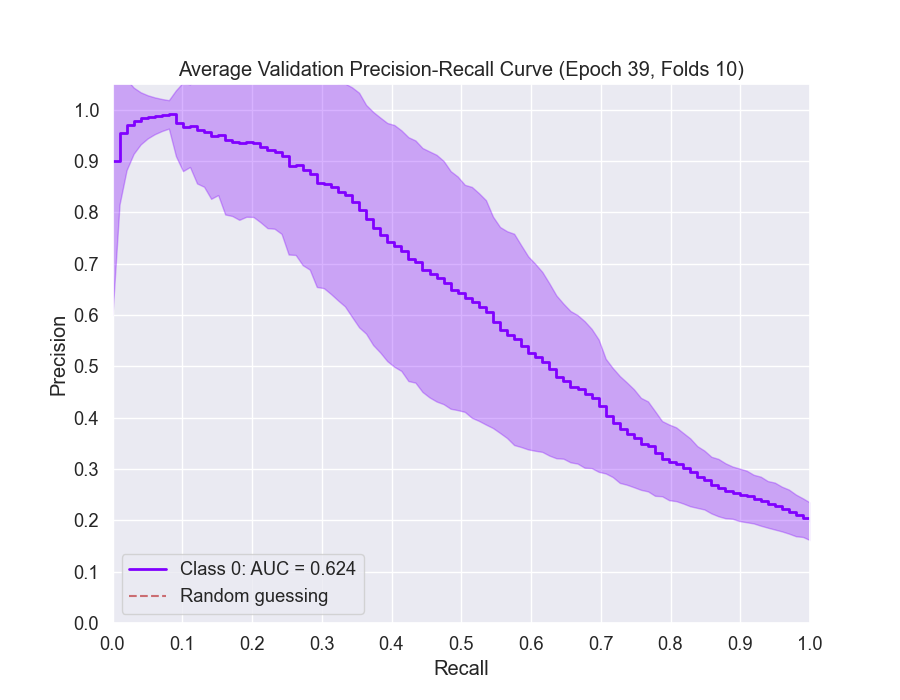 Average Validation Precision-Recall Curve (Epoch 39, Folds 10)
1.0
0.9
0.8
0.7
0.6
0.5
0.4
0.3
0.2
0.1
0.0
Precision
Class 0: AUC = 0.624
Random guessing
0.0 0.1 0.2 0.3 0.4 0.5 0.6 0.7 0.8 0.9 1.0
Recall